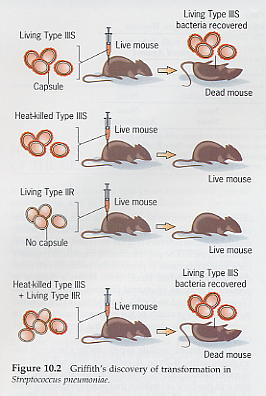 Living Type IIIS
Live mouse
Capsule
Living Type IIIS
bacteria recovered
Dead mouse
Heat-killed Type IIIS
Live mouse
Live mouse
Living Type IIR
Live mouse
No capsule
Live mouse
Heat-killed Type IIIS
+ Living Type IIR
Live mouse
Living Type IIIS
bacteria recovered
Dead mouse
Figure 10.2 Griffith's discovery of transformation in
Streptococcus pneumoniae.